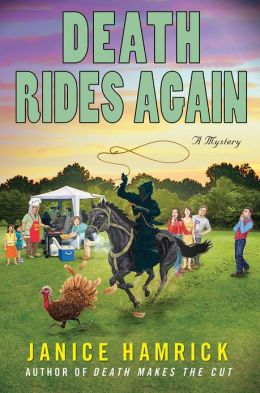 DEATH
RIDES AGAIN
A Mystery
JANICE HAMRICK
AUTHOR OF DEATH MAKES THE CUT